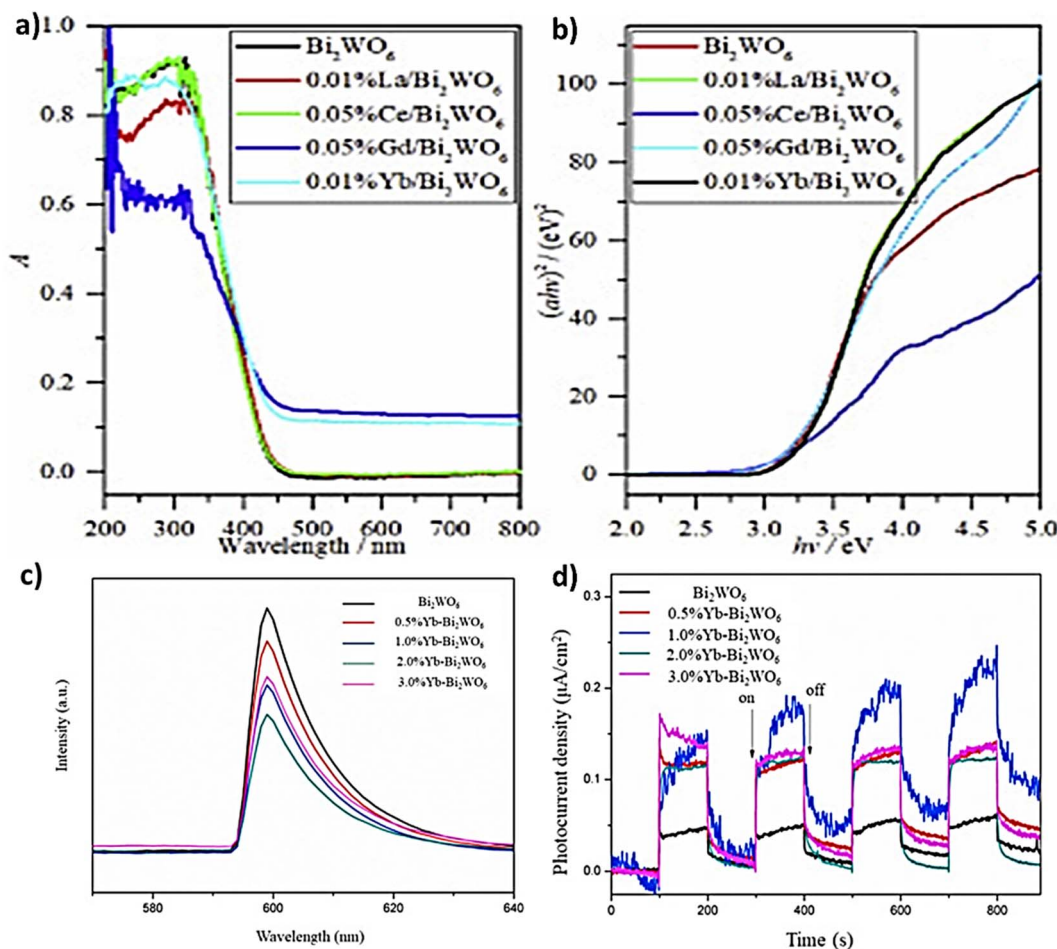 a)
1.0
0.8
0.6
0.4
0.2
0.0
A
Bi₂WO₆
0.01%La/Bi₂WO₆
0.05%Ce/Bi₂WO₆
0.05%Gd/Bi₂WO₆
0.01%Yb/Bi₂WO₆
200 300 400 500 600 700 800
Wavelength / nm
b)
100
80
60
40
20
0
(ahν)² / (eV)²
Bi₂WO₆
0.01%La/Bi₂WO₆
0.05%Ce/Bi₂WO₆
0.05%Gd/Bi₂WO₆
0.01%Yb/Bi₂WO₆
2.0 2.5 3.0 3.5 4.0 4.5 5.0
hν / eV
c)
Intensity (a.u.)
Bi₂WO₆
0.5%Yb-Bi₂WO₆
1.0%Yb-Bi₂WO₆
2.0%Yb-Bi₂WO₆
3.0%Yb-Bi₂WO₆
580 600 620 640
Wavelength (nm)
d)
0.3
0.2
0.1
0.0
Photocurrent density (μA/cm²)
Bi₂WO₆
0.5%Yb-Bi₂WO₆
1.0%Yb-Bi₂WO₆
2.0%Yb-Bi₂WO₆
3.0%Yb-Bi₂WO₆
on
off
0 200 400 600 800
Time (s)